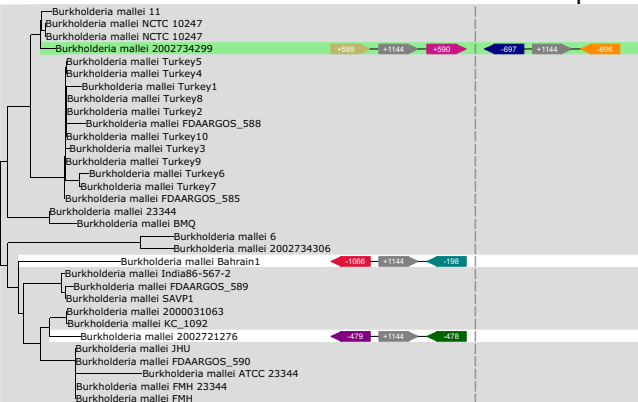 Burkholderia mallei 11
Burkholderia mallei NCTC 10247
Burkholderia mallei NCTC 10247
Burkholderia mallei 2002734299 +589 +1144 +590 -697 +1144 -696
Burkholderia mallei Turkey5
Burkholderia mallei Turkey4
Burkholderia mallei Turkey1
Burkholderia mallei Turkey8
Burkholderia mallei Turkey2
Burkholderia mallei FDAARGOS_588
Burkholderia mallei Turkey10
Burkholderia mallei Turkey3
Burkholderia mallei Turkey9
Burkholderia mallei Turkey6
Burkholderia mallei Turkey7
Burkholderia mallei FDAARGOS_585
Burkholderia mallei 23344
Burkholderia mallei BMQ
Burkholderia mallei 6
Burkholderia mallei 2002734306
Burkholderia mallei Bahrain1 -1066 +1144 -198
Burkholderia mallei India86-567-2
Burkholderia mallei FDAARGOS_589
Burkholderia mallei SAVP1
Burkholderia mallei 2000031063
Burkholderia mallei KC_1092
Burkholderia mallei 2002721276 -479 +1144 -478
Burkholderia mallei JHU
Burkholderia mallei FDAARGOS_590
Burkholderia mallei ATCC 23344
Burkholderia mallei FMH 23344
Burkholderia mallei FMH